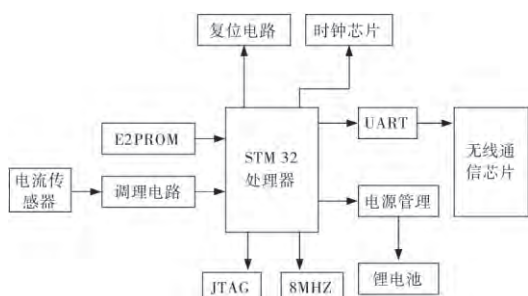 复位电路
时钟芯片
E2PROM
STM 32
处理器
UART
无线通
信芯片
电流传
感器
调理电路
电源管理
JTAG
8MHZ
锂电池